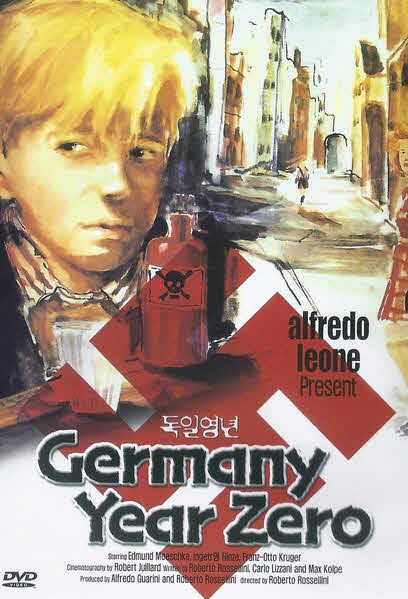 alfredo
leone
Present
독일영년
Germany
Year Zero
Starring Edmund Moeschke, Ingetraud Hinze, Franz-Otto Kruger
Cinematography by Robert Juillard Written by Roberto Rossellini, Carlo Lizzani and Max Kolpe
Produced by Alfredo Guarini and Roberto Rossellini directed by Roberto Rossellini
DVD
VIDEO